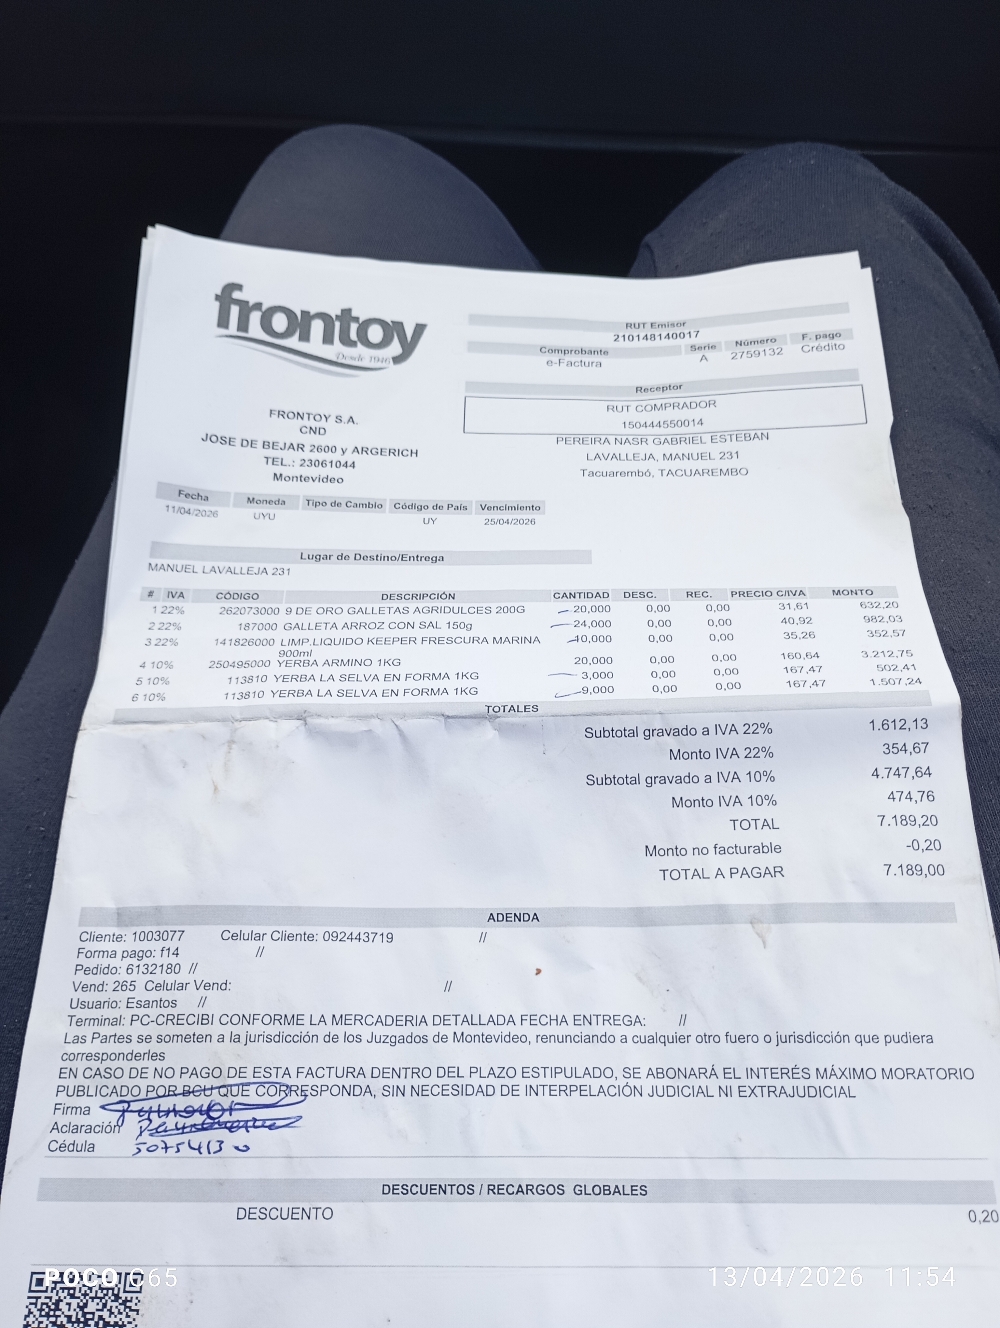 frontoy
Desde 1946
RUT Emisor
210148140017
Comprobante Serie Número F. pago
e-Factura A 2759132 Crédito
Receptor
RUT COMPRADOR
150444550014
PEREIRA NASR GABRIEL ESTEBAN
LAVALLEJA, MANUEL 231
Tacuarembó, TACUAREMBO
FRONTOY S.A.
CND
JOSE DE BEJAR 2600 y ARGERICH
TEL.: 23061044
Montevideo
Fecha Moneda Tipo de Cambio Código de País Vencimiento
11/04/2026 UYU UY 25/04/2026
Lugar de Destino/Entrega
MANUEL LAVALLEJA 231
# IVA CÓDIGO DESCRIPCIÓN CANTIDAD DESC. REC. PRECIO C/IVA MONTO
1 22% 262073000 9 DE ORO GALLETAS AGRIDULCES 200G 20,000 0,00 0,00 31,61 632,20
2 22% 187000 GALLETA ARROZ CON SAL 150g 24,000 0,00 0,00 40,92 982,03
3 22% 141826000 LIMP.LIQUIDO KEEPER FRESCURA MARINA 10,000 0,00 0,00 35,26 352,57
900ml
4 10% 250495000 YERBA ARMINO 1KG 20,000 0,00 0,00 160,64 3.212,75
5 10% 113810 YERBA LA SELVA EN FORMA 1KG 3,000 0,00 0,00 167,47 502,41
6 10% 113810 YERBA LA SELVA EN FORMA 1KG 9,000 0,00 0,00 167,47 1.507,24
TOTALES
Subtotal gravado a IVA 22% 1.612,13
Monto IVA 22% 354,67
Subtotal gravado a IVA 10% 4.747,64
Monto IVA 10% 474,76
TOTAL 7.189,20
Monto no facturable -0,20
TOTAL A PAGAR 7.189,00
ADENDA
Cliente: 1003077 Celular Cliente: 092443719 //
Forma pago: f14 //
Pedido: 6132180 //
Vend: 265 Celular Vend: //
Usuario: Esantos //
Terminal: PC-CRECIBI CONFORME LA MERCADERIA DETALLADA FECHA ENTREGA: //
Las Partes se someten a la jurisdicción de los Juzgados de Montevideo, renunciando a cualquier otro fuero o jurisdicción que pudiera
corresponderles
EN CASO DE NO PAGO DE ESTA FACTURA DENTRO DEL PLAZO ESTIPULADO, SE ABONARÁ EL INTERÉS MÁXIMO MORATORIO
PUBLICADO POR BCU QUE CORRESPONDA, SIN NECESIDAD DE INTERPELACIÓN JUDICIAL NI EXTRAJUDICIAL
Firma
Aclaración
Cédula
DESCUENTOS / RECARGOS GLOBALES
DESCUENTO 0,20
POCO C65
13/04/2026 11:54